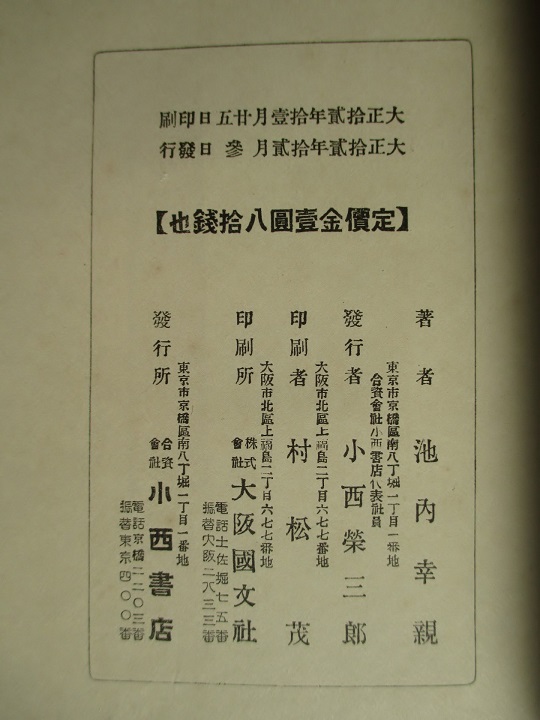 大正拾貳年拾壹月廿五日印刷
大正拾貳年拾貳月參日發行
【定價金壹圓八拾錢也】
著者 池內幸親
東京市京橋區南八丁堀一丁目一番地
合資會社小西書店代表社員
發行者 小西榮三郎
大阪市北區上福島二丁目六七七番地
印刷者 村松茂
大阪市北區上福島二丁目六七七番地
印刷所 株式會社 大阪國文社
電話土佐堀七五番
振替大阪二八三三番
東京市京橋區南八丁堀一丁目一番地
發行所 合資會社 小西書店
電話京橋二二〇三番
振替東京四〇〇番